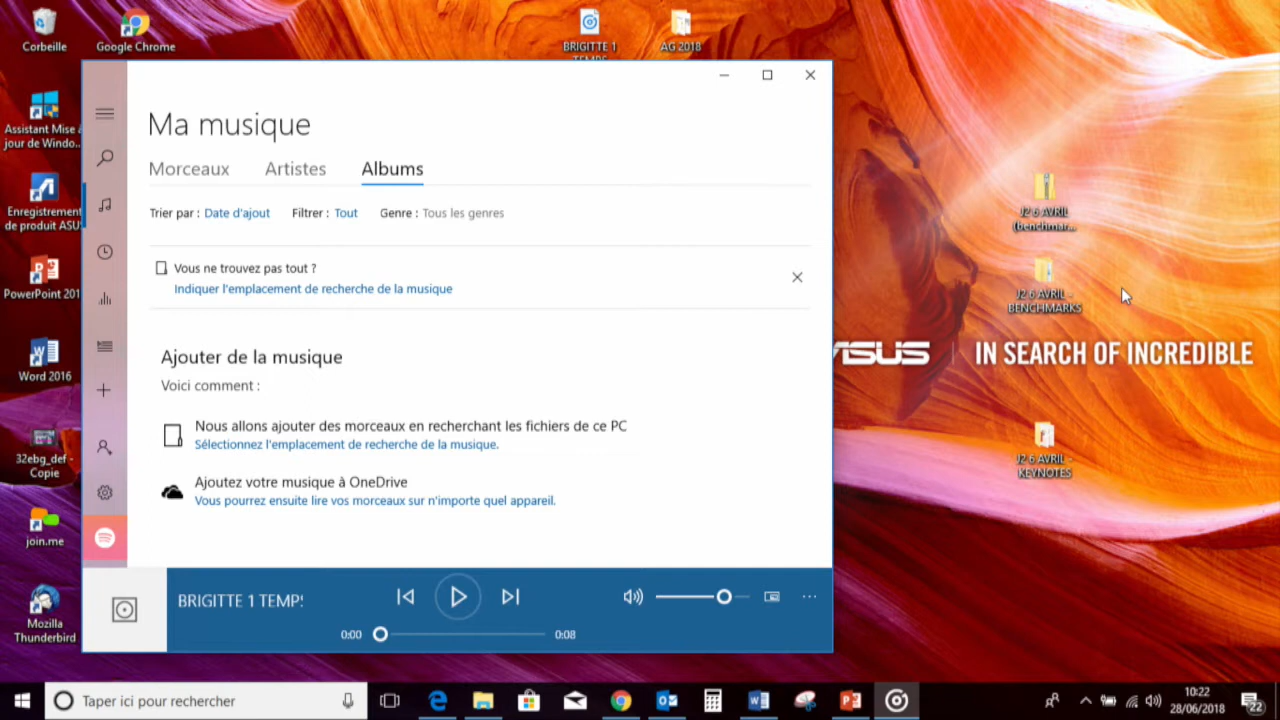 Corbeille
Google Chrome
BRIGITTE 1
AG 2018
Assistant Mise à
jour de Windo...
Enregistrement
de produit ASUS
PowerPoint 201
Word 2016
32ebg_def -
Copie
join.me
Mozilla
Thunderbird
Ma musique
Morceaux
Artistes
Albums
Trier par : Date d'ajout
Filtrer : Tout
Genre : Tous les genres
Vous ne trouvez pas tout ?
Indiquer l'emplacement de recherche de la musique
Ajouter de la musique
Voici comment :
Nous allons ajouter des morceaux en recherchant les fichiers de ce PC
Sélectionnez l'emplacement de recherche de la musique.
Ajoutez votre musique à OneDrive
Vous pourrez ensuite lire vos morceaux sur n'importe quel appareil.
BRIGITTE 1 TEMP
0:00
0:08
J2 6 AVRIL
(benchmar...
J2 6 AVRIL -
BENCHMARKS
ASUS
IN SEARCH OF INCREDIBLE
J2 6 AVRIL -
KEYNOTES
Taper ici pour rechercher
10:22
28/06/2018
22